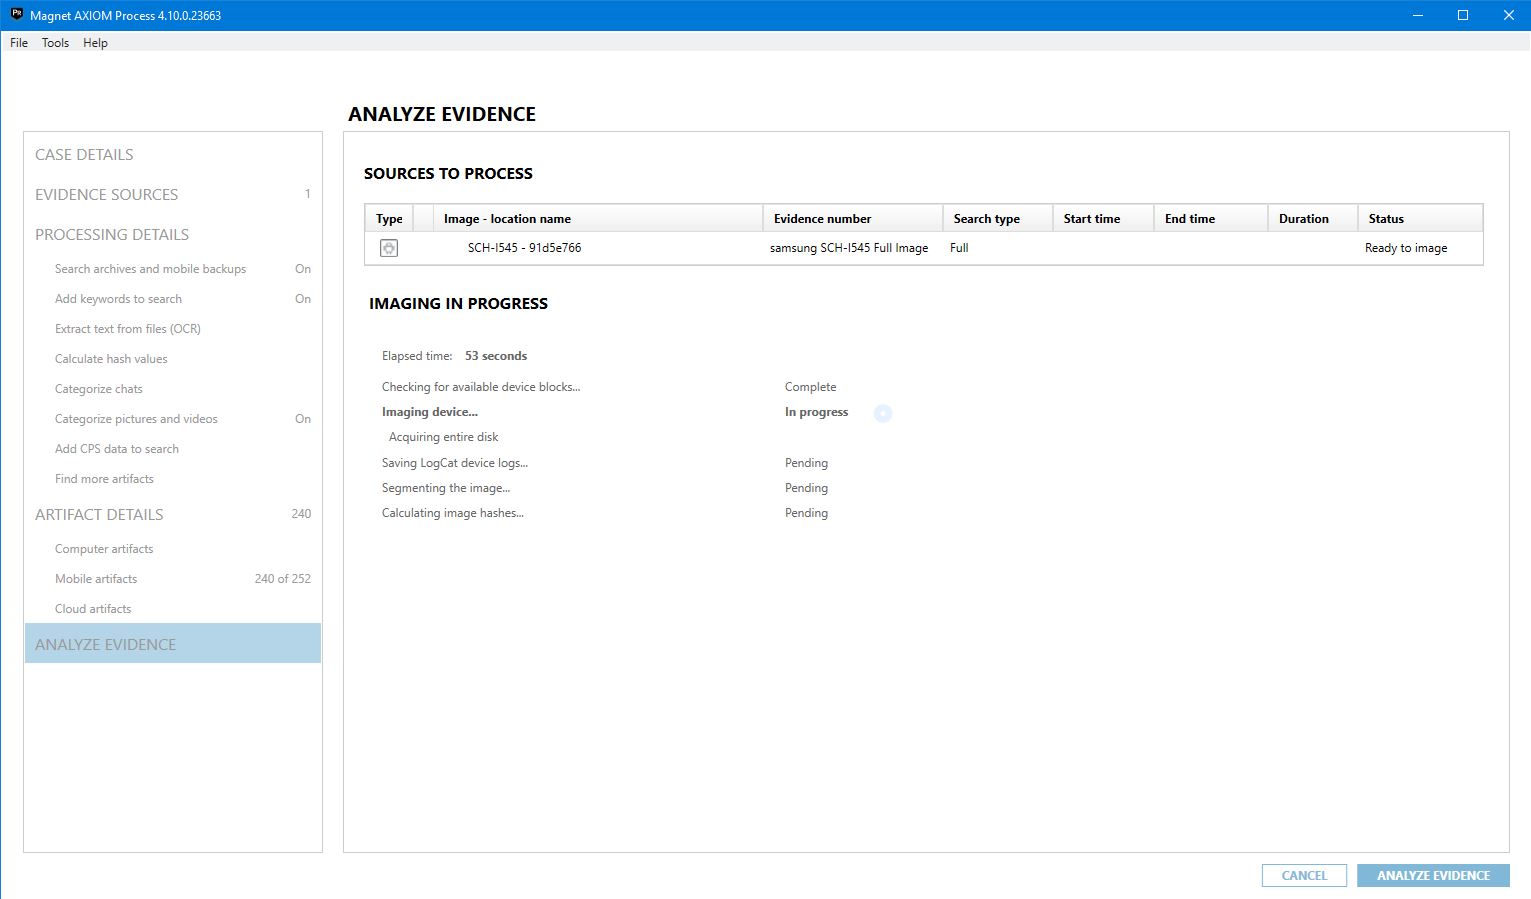 PR Magnet AXIOM Process 4.10.0.23663
File Tools Help
ANALYZE EVIDENCE
CASE DETAILS
EVIDENCE SOURCES 1
PROCESSING DETAILS
Search archives and mobile backups On
Add keywords to search On
Extract text from files (OCR)
Calculate hash values
Categorize chats
Categorize pictures and videos On
Add CPS data to search
Find more artifacts
ARTIFACT DETAILS 240
Computer artifacts
Mobile artifacts 240 of 252
Cloud artifacts
ANALYZE EVIDENCE
SOURCES TO PROCESS
Type Image - location name Evidence number Search type Start time End time Duration Status
SCH-I545 - 91d5e766 samsung SCH-I545 Full Image Full Ready to image
IMAGING IN PROGRESS
Elapsed time: 53 seconds
Checking for available device blocks... Complete
Imaging device... In progress
Acquiring entire disk
Saving LogCat device logs... Pending
Segmenting the image... Pending
Calculating image hashes... Pending
CANCEL ANALYZE EVIDENCE